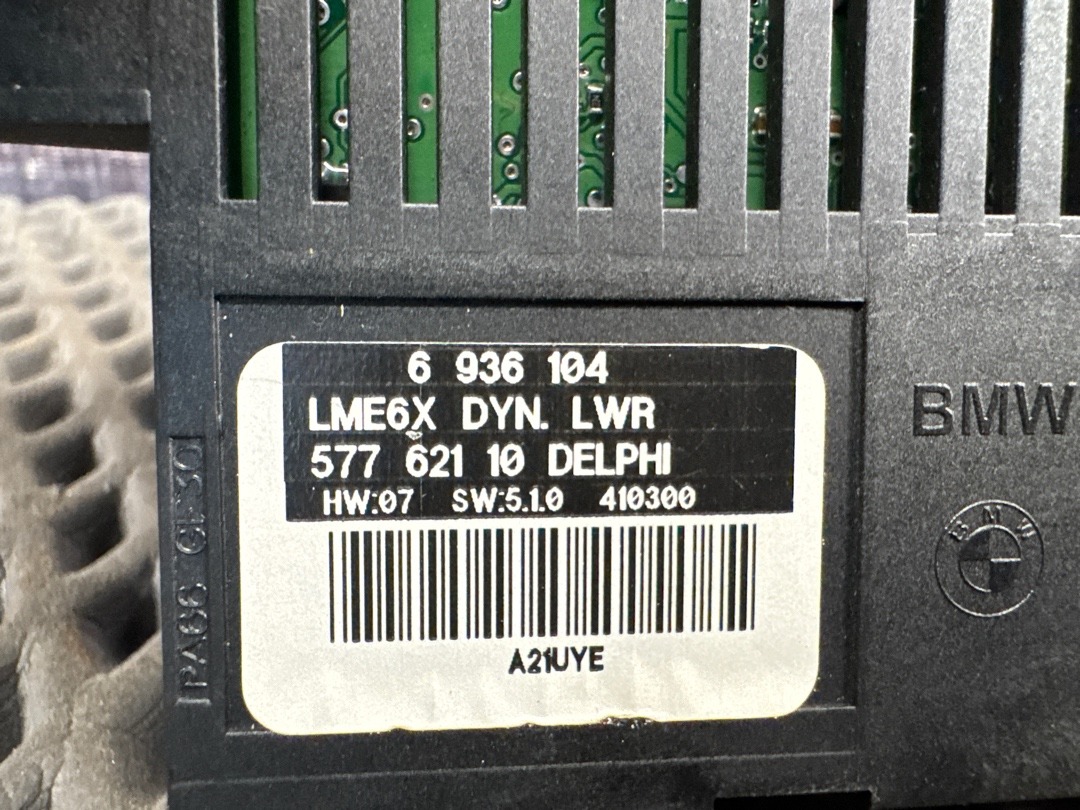 6 936 104
LME6X DYN. LWR
577 621 10 DELPHI
HW:07 SW:5.1.0 410300
A21UYE
BMW
BMW
PA66 GF30